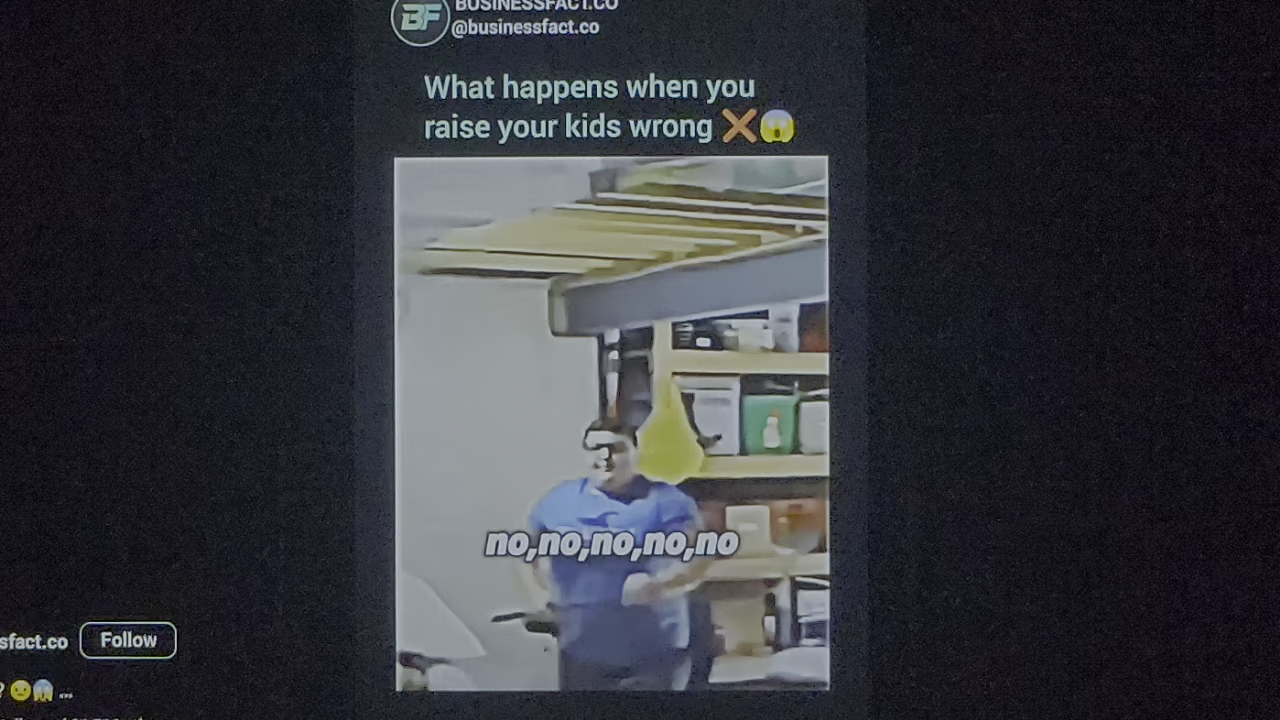 BF
BUSINESSFACT.CO
@businessfact.co
What happens when you
raise your kids wrong ❌😱
no,no,no,no,no
sfact.co Follow
? 😟😱 ...